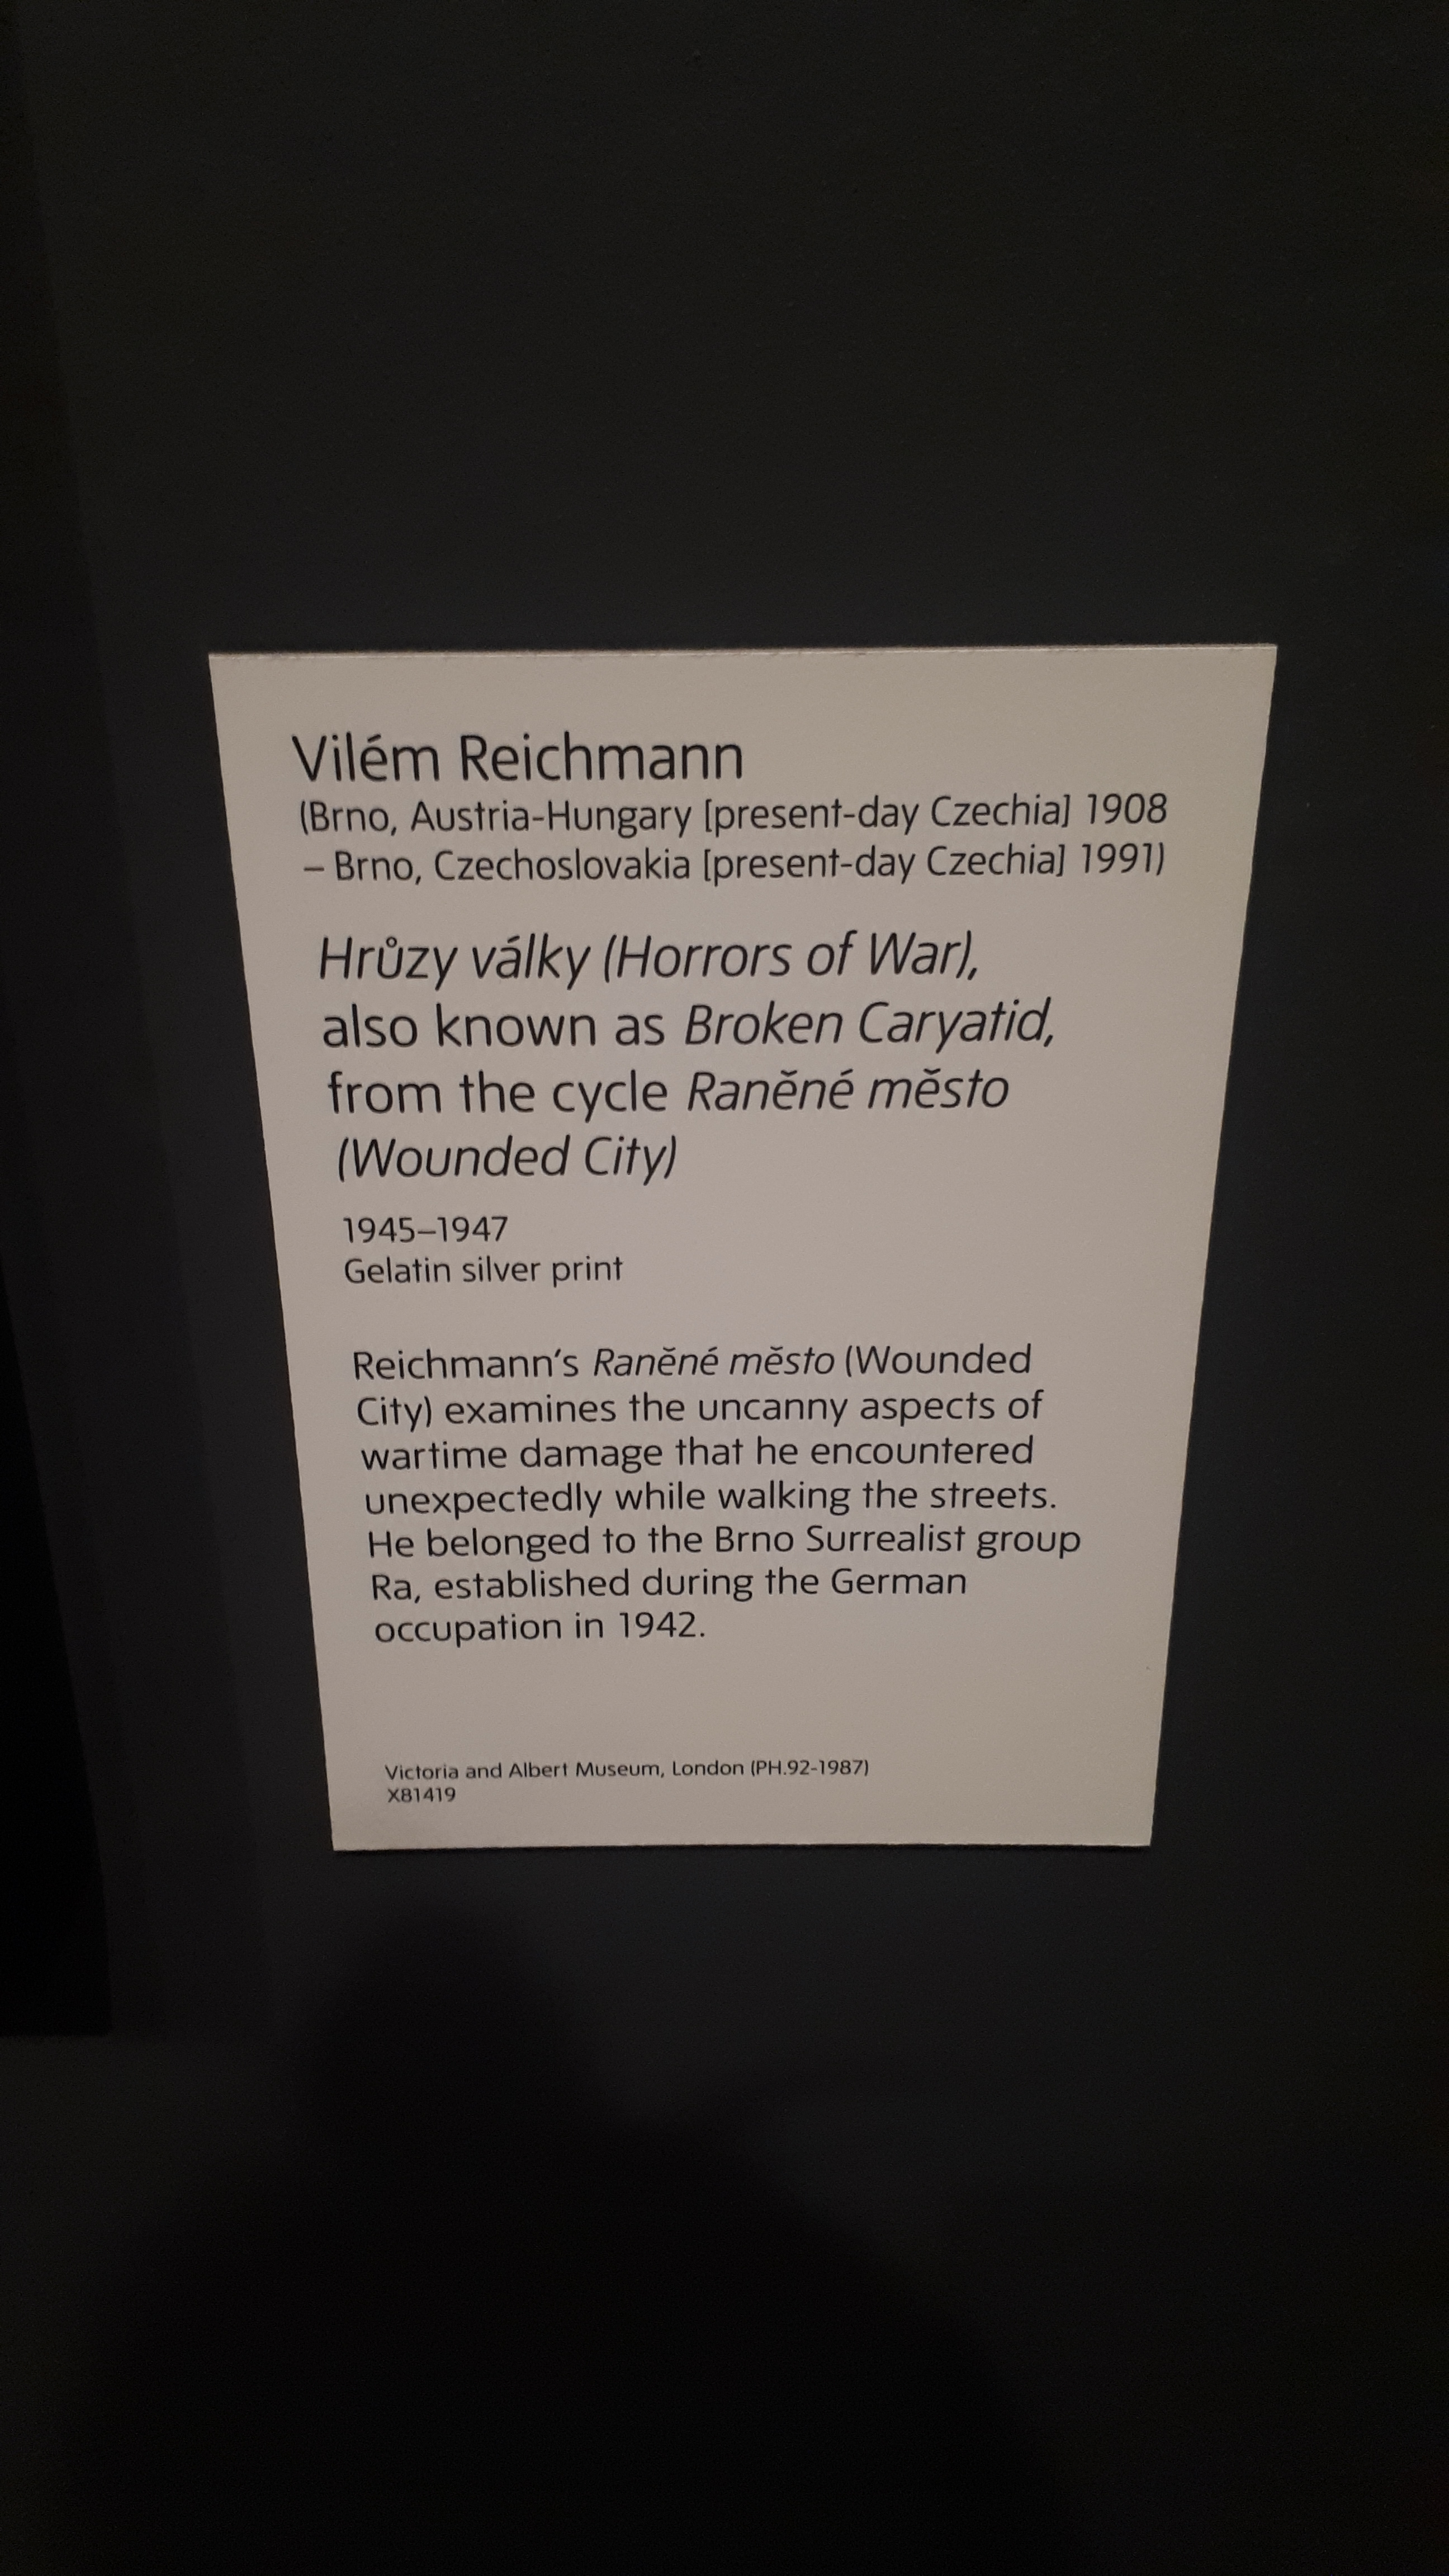 Vilém Reichmann
(Brno, Austria-Hungary [present-day Czechia] 1908
– Brno, Czechoslovakia [present-day Czechia] 1991)
Hrůzy války (Horrors of War),
also known as Broken Caryatid,
from the cycle Raněné město
(Wounded City)
1945–1947
Gelatin silver print
Reichmann’s Raněné město (Wounded
City) examines the uncanny aspects of
wartime damage that he encountered
unexpectedly while walking the streets.
He belonged to the Brno Surrealist group
Ra, established during the German
occupation in 1942.
Victoria and Albert Museum, London (PH.92-1987)
X81419